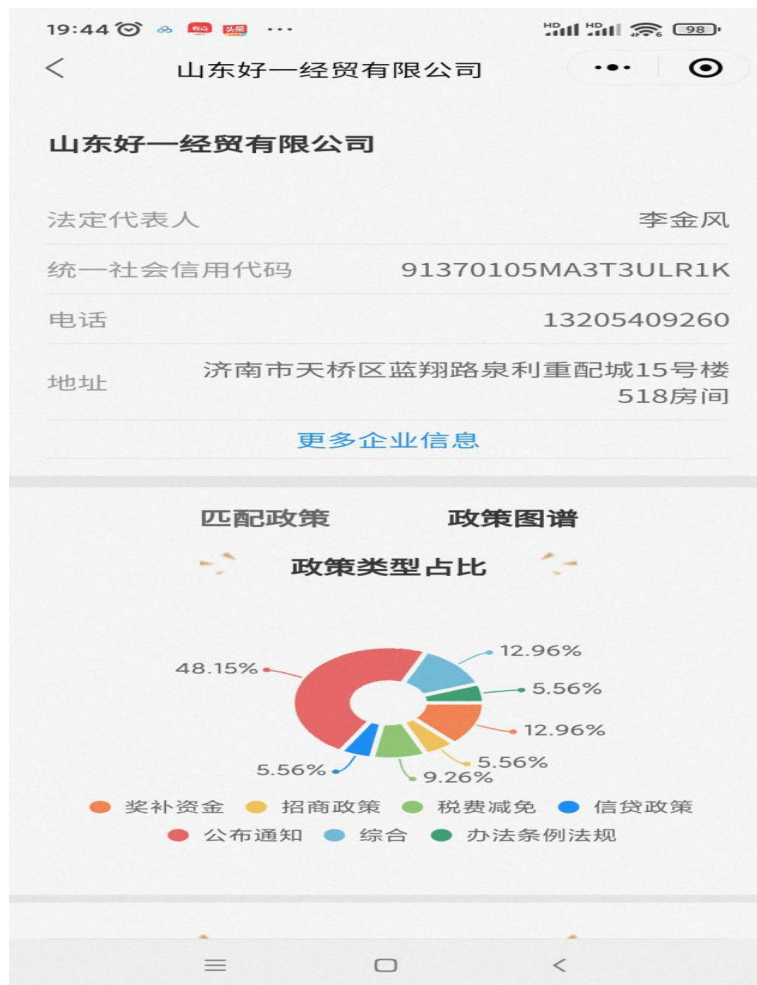 19:44
98
山东好一经贸有限公司
山东好一经贸有限公司
法定代表人 李金风
统一社会信用代码 91370105MA3T3ULR1K
电话 13205409260
地址 济南市天桥区蓝翔路泉利重配城15号楼
518房间
更多企业信息
匹配政策 政策图谱
政策类型占比
12.96%
48.15%
5.56%
12.96%
5.56%
5.56%
9.26%
奖补资金 招商政策 税费减免 信贷政策
公布通知 综合 办法条例法规